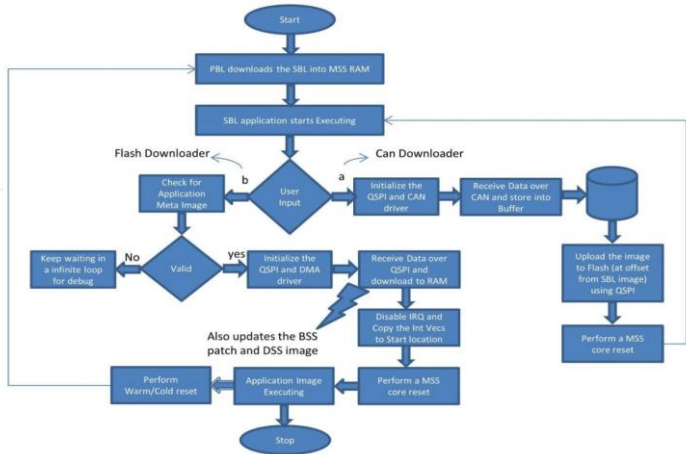 Start
PBL downloads the SBL into MSS RAM
SBL application starts Executing
Flash Downloader
Can Downloader
b
a
Check for
Application
Meta Image
User
Input
Initialize the
QSPI and CAN
driver
Receive Data over
CAN and store into
Buffer
Keep waiting in
a infinite loop
for debug
No
Valid
yes
Initialize the
QSPI and DMA
driver
Receive Data over
QSPI and
download to RAM
Upload the image
to Flash (at offset
from SBL image)
using QSPI
Also updates the BSS
patch and DSS image
Disable IRQ and
Copy the Int Vecs
to Start location
Perform a MSS
core reset
Perform
Warm/Cold reset
Application Image
Executing
Perform a MSS
core reset
Stop